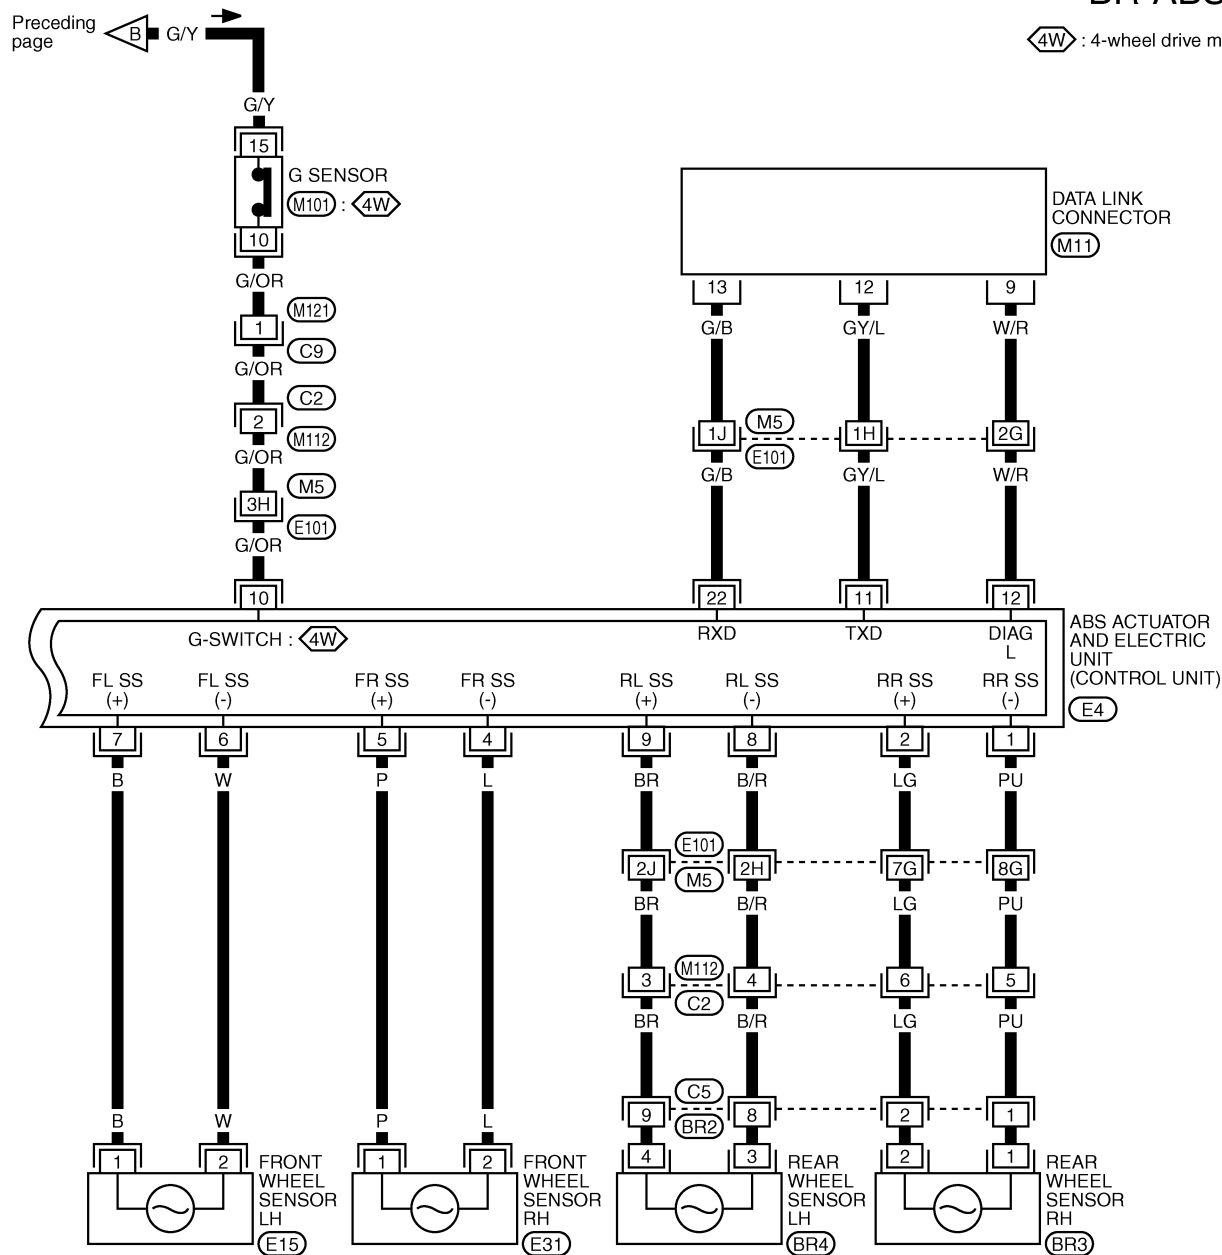 BR-ABS
Preceding
page
B
G/Y
4W : 4-wheel drive m
G/Y
15
G SENSOR
M101 : 4W
10
G/OR
M121
1
C9
G/OR
C2
2
M112
G/OR
M5
3H
E101
G/OR
10
DATA LINK
CONNECTOR
M11
13 12 9
G/B GY/L W/R
1J M5 1H 2G
E101
G/B GY/L W/R
22 11 12
G-SWITCH : 4W
RXD TXD DIAG
L
ABS ACTUATOR
AND ELECTRIC
UNIT
(CONTROL UNIT)
E4
FL SS FL SS FR SS FR SS RL SS RL SS RR SS RR SS
(+) (-) (+) (-) (+) (-) (+) (-)
7 6 5 4 9 8 2 1
B W P L BR B/R LG PU
E101
2J 2H 7G 8G
M5
BR B/R LG PU
M112
3 4 6 5
C2
BR B/R LG PU
C5
9 8 2 1
BR2
B W P L
1 2 1 2 4 3 2 1
FRONT
WHEEL
SENSOR
LH
E15
FRONT
WHEEL
SENSOR
RH
E31
REAR
WHEEL
SENSOR
LH
BR4
REAR
WHEEL
SENSOR
RH
BR3